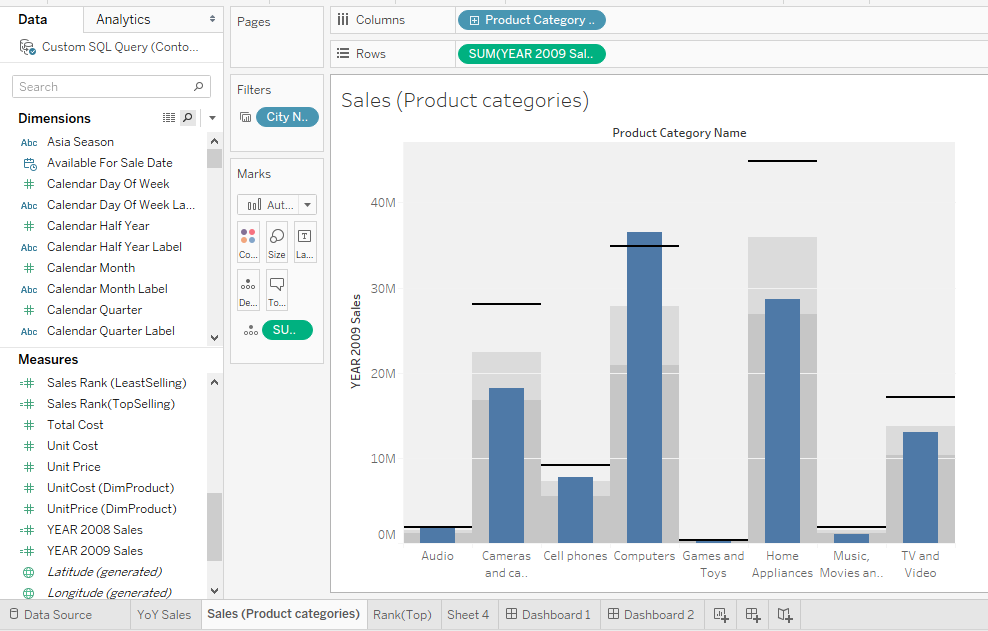 Data
Analytics
Pages
Columns
Product Category ..
Custom SQL Query (Conto...
Rows
SUM(YEAR 2009 Sal..
Search
Filters
City N..
Dimensions
Abc Asia Season
Available For Sale Date
Calendar Day Of Week
Abc Calendar Day Of Week La...
Calendar Half Year
Abc Calendar Half Year Label
Calendar Month
Abc Calendar Month Label
Calendar Quarter
Abc Calendar Quarter Label
Marks
Aut...
Co...
Size
La...
De...
To...
SU..
Measures
Sales Rank (LeastSelling)
Sales Rank(TopSelling)
Total Cost
Unit Cost
Unit Price
UnitCost (DimProduct)
UnitPrice (DimProduct)
YEAR 2008 Sales
YEAR 2009 Sales
Latitude (generated)
Longitude (generated)
Sales (Product categories)
Product Category Name
YEAR 2009 Sales
40M
30M
20M
10M
0M
Audio
Cameras
and ca..
Cell phones
Computers
Games and
Toys
Home
Appliances
Music,
Movies an..
TV and
Video
Data Source
YoY Sales
Sales (Product categories)
Rank(Top)
Sheet 4
Dashboard 1
Dashboard 2